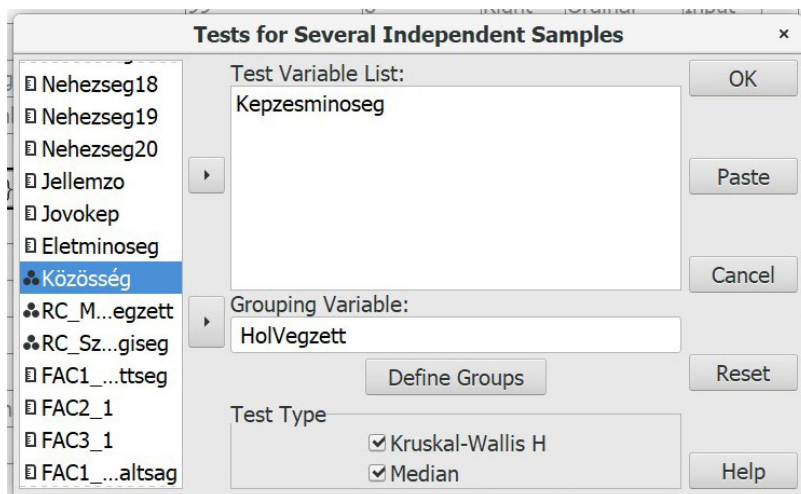 Tests for Several Independent Samples
×
Nehezseg18
Nehezseg19
Nehezseg20
Jellemzo
Jovokep
Eletminoseg
Közösség
RC_M...egzett
RC_Sz...giseg
FAC1_...ttseg
FAC2_1
FAC3_1
FAC1_...altsag
Test Variable List:
Kepzesminoseg
Grouping Variable:
HolVegzett
Define Groups
Test Type
Kruskal-Wallis H
Median
OK
Paste
Cancel
Reset
Help